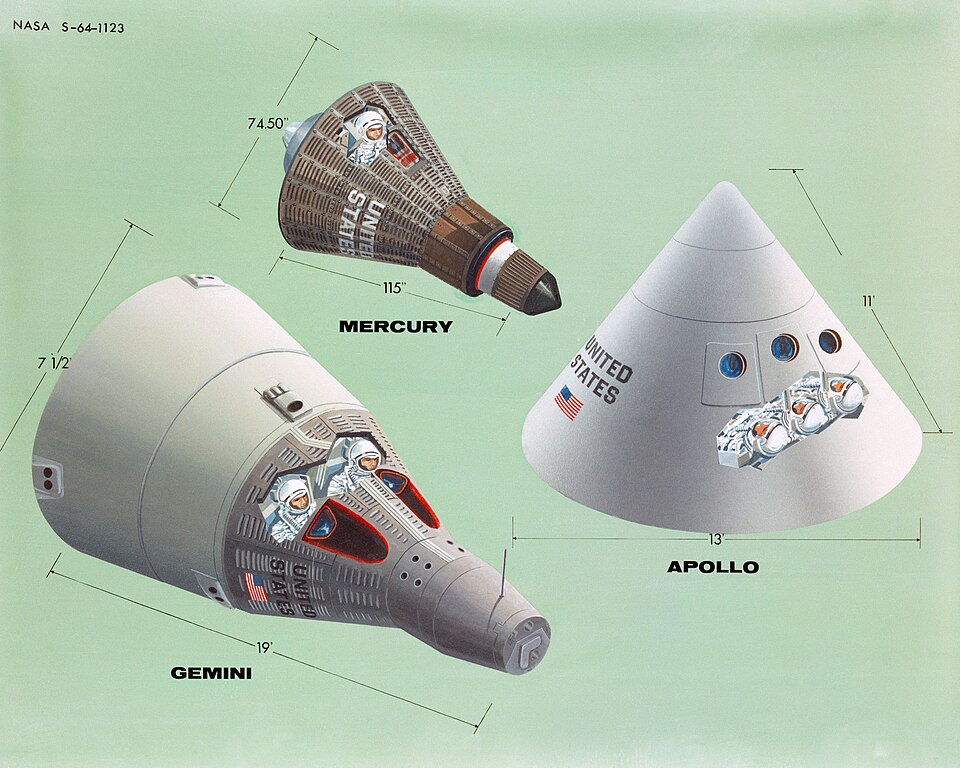 NASA S-64-1123
74.50"
UNITED
STATES
115"
MERCURY
7 1/2'
UNITED
STATES
11'
13'
APOLLO
UNITED
STATES
19'
GEMINI